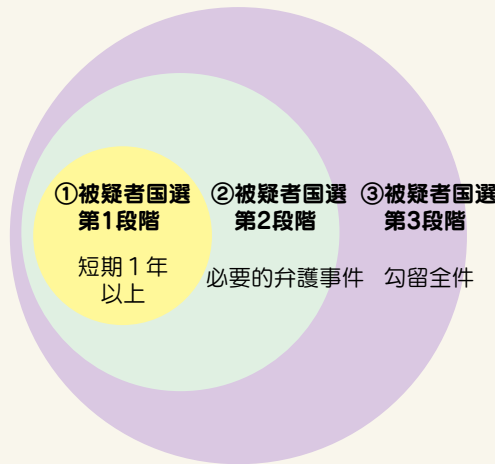 ①被疑者国選
第1段階
短期１年
以上
②被疑者国選
第2段階
必要的弁護事件
③被疑者国選
第3段階
勾留全件